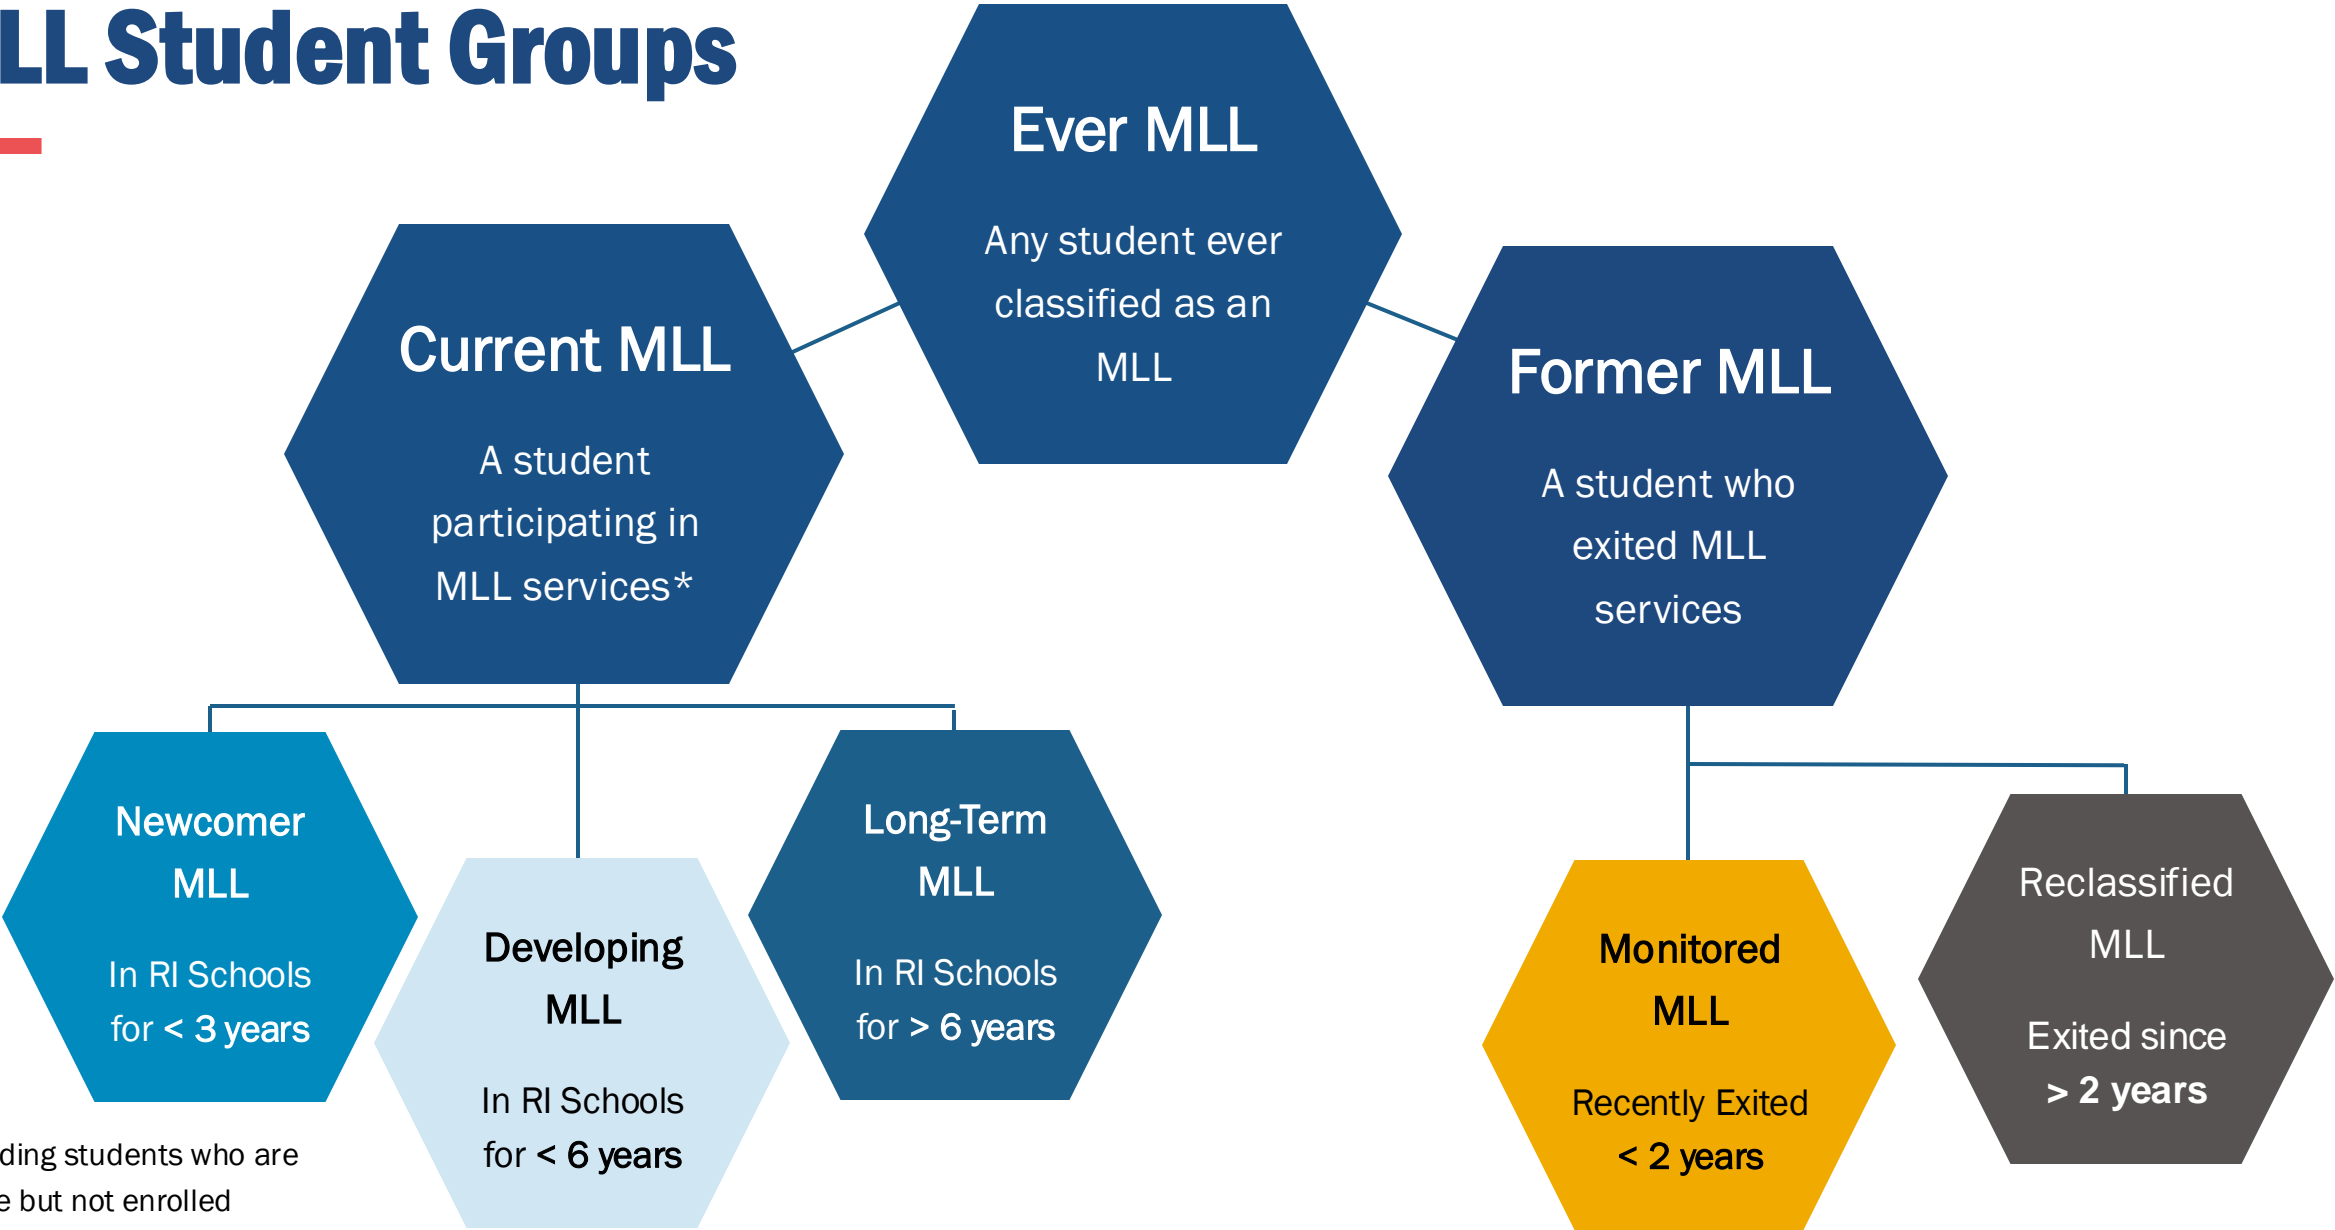 LL Student Groups
Ever MLL
Any student ever
classified as an
MLL
Current MLL
A student
participating in
MLL services*
Former MLL
A student who
exited MLL
services
Newcomer
MLL
In RI Schools
for < 3 years
Developing
MLL
In RI Schools
for < 6 years
Long-Term
MLL
In RI Schools
for > 6 years
Monitored
MLL
Recently Exited
< 2 years
Reclassified
MLL
Exited since
> 2 years
ding students who are
e but not enrolled